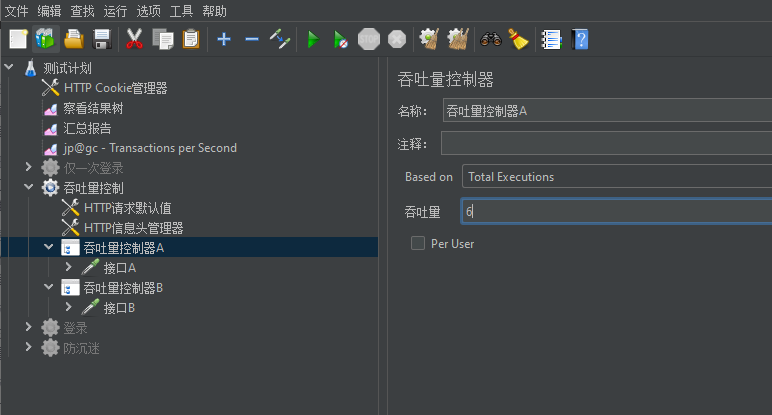 文件 编辑 查找 运行 选项 工具 帮助
STOP
测试计划
HTTP Cookie管理器
察看结果树
汇总报告
jp@gc - Transactions per Second
仅一次登录
吞吐量控制
HTTP请求默认值
HTTP信息头管理器
吞吐量控制器A
接口A
吞吐量控制器B
接口B
登录
防沉迷
吞吐量控制器
名称: 吞吐量控制器A
注释:
Based on Total Executions
吞吐量 6
Per User